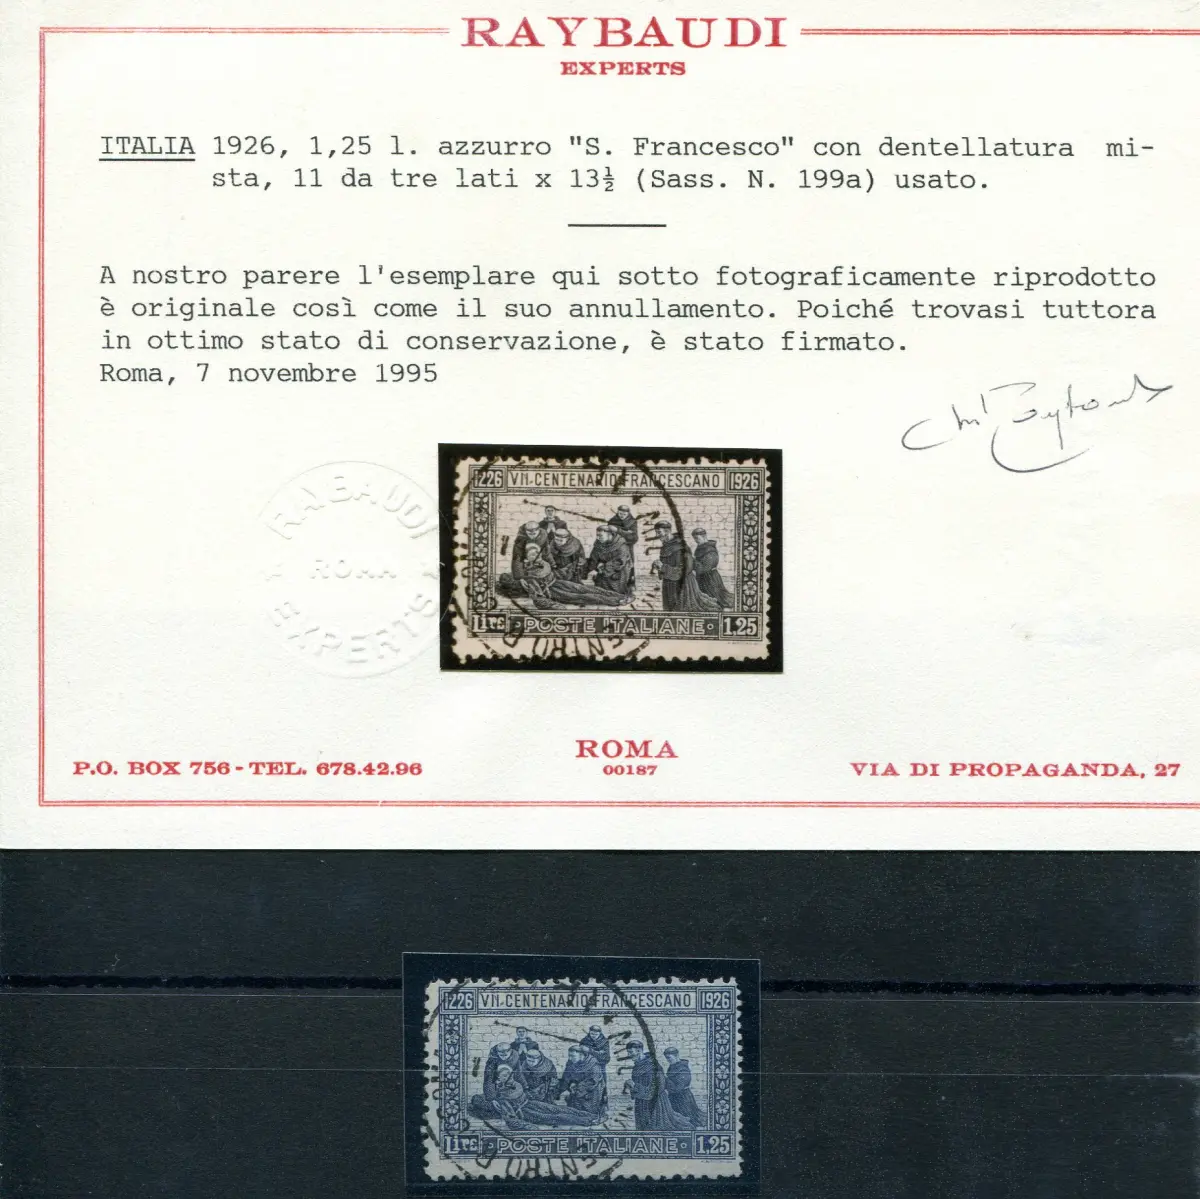 RAYBAUDI
EXPERTS
ITALIA 1926, 1,25 l. azzurro "S. Francesco" con dentellatura mi-
sta, 11 da tre lati x 13½ (Sass. N. 199a) usato.
A nostro parere l'esemplare qui sotto fotograficamente riprodotto
è originale così come il suo annullamento. Poiché trovasi tuttora
in ottimo stato di conservazione, è stato firmato.
Roma, 7 novembre 1995
RAYBAUDI
ROMA
EXPERTS
1226 VII-CENTENARIO FRANCESCANO 1926
LIRE ·POSTE ITALIANE· 1,25
ROMA
00187
P.O. BOX 756 - TEL. 678.42.96
VIA DI PROPAGANDA, 27
1226 VII-CENTENARIO FRANCESCANO 1926
LIRE ·POSTE ITALIANE· 1,25